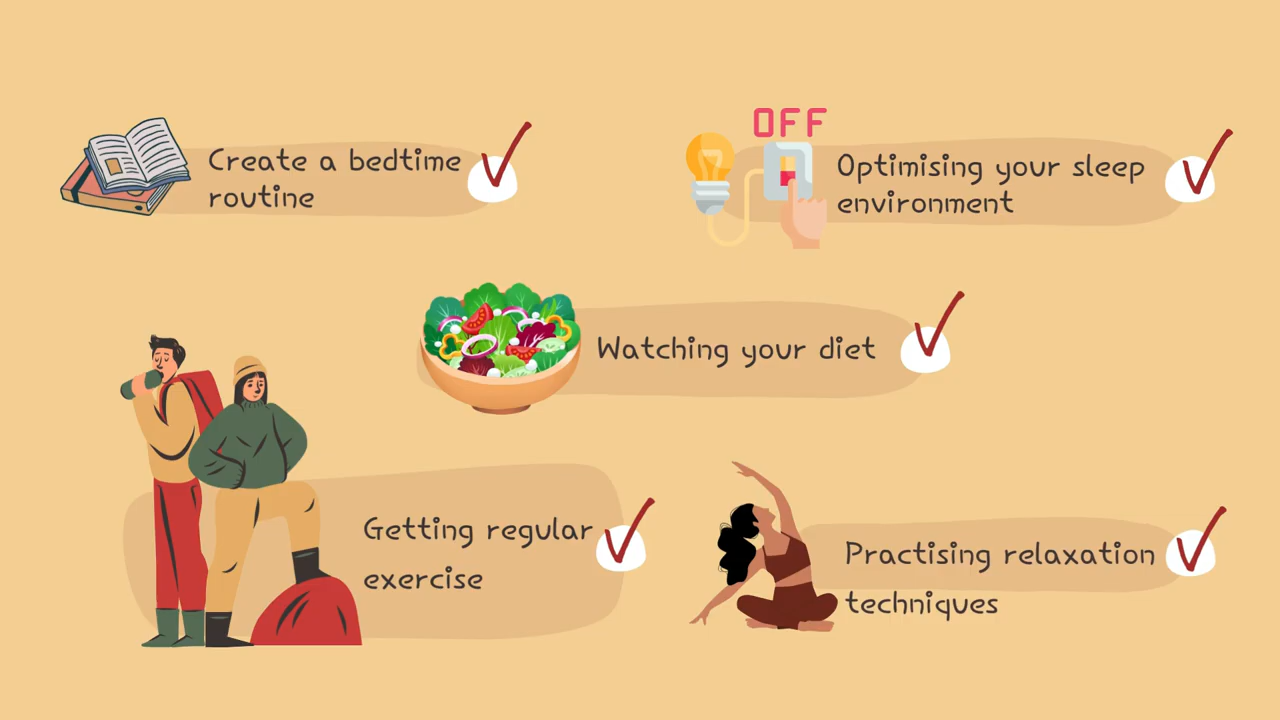 Create a bedtime
routine
OFF
Optimising your sleep
environment
Watching your diet
Getting regular
exercise
Practising relaxation
techniques